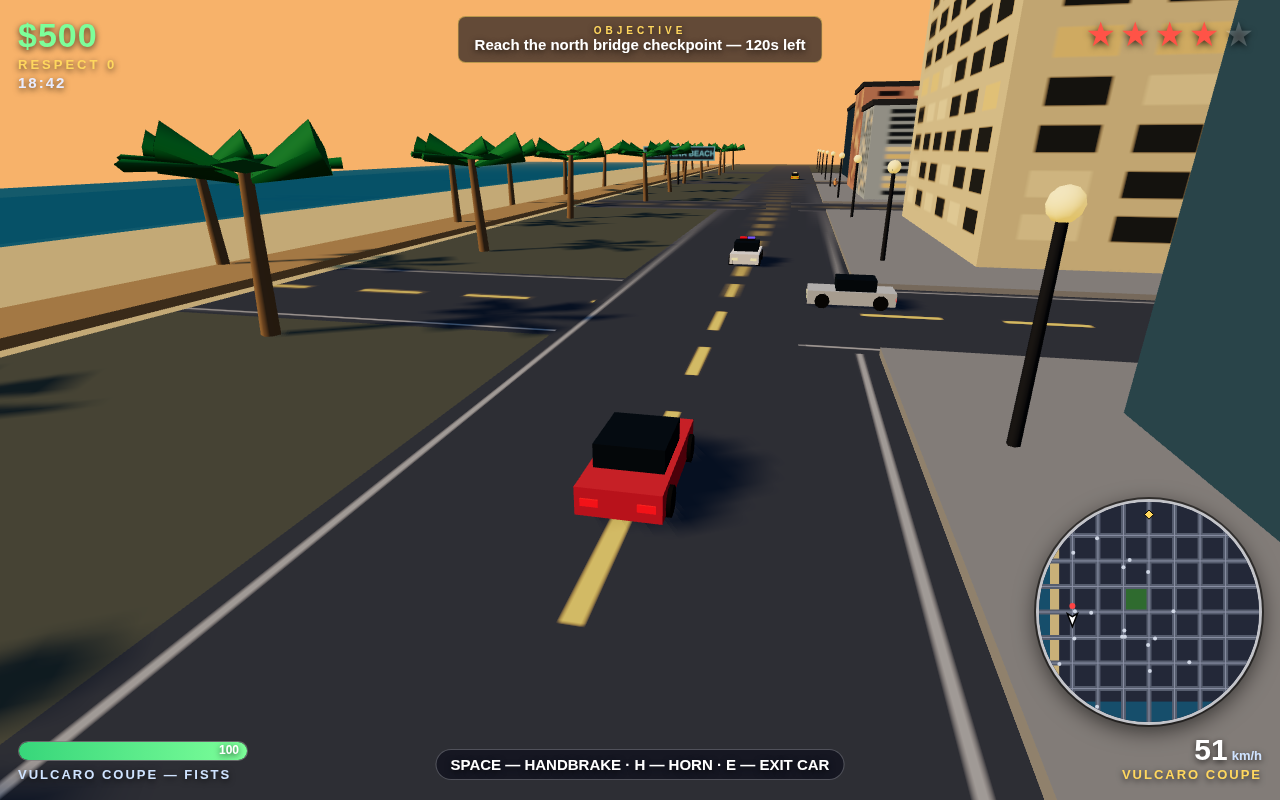 $500
RESPECT 0
18:42
OBJECTIVE
Reach the north bridge checkpoint — 120s left
BEACH
100
VULCARO COUPE — FISTS
SPACE — HANDBRAKE · H — HORN · E — EXIT CAR
51 km/h
VULCARO COUPE